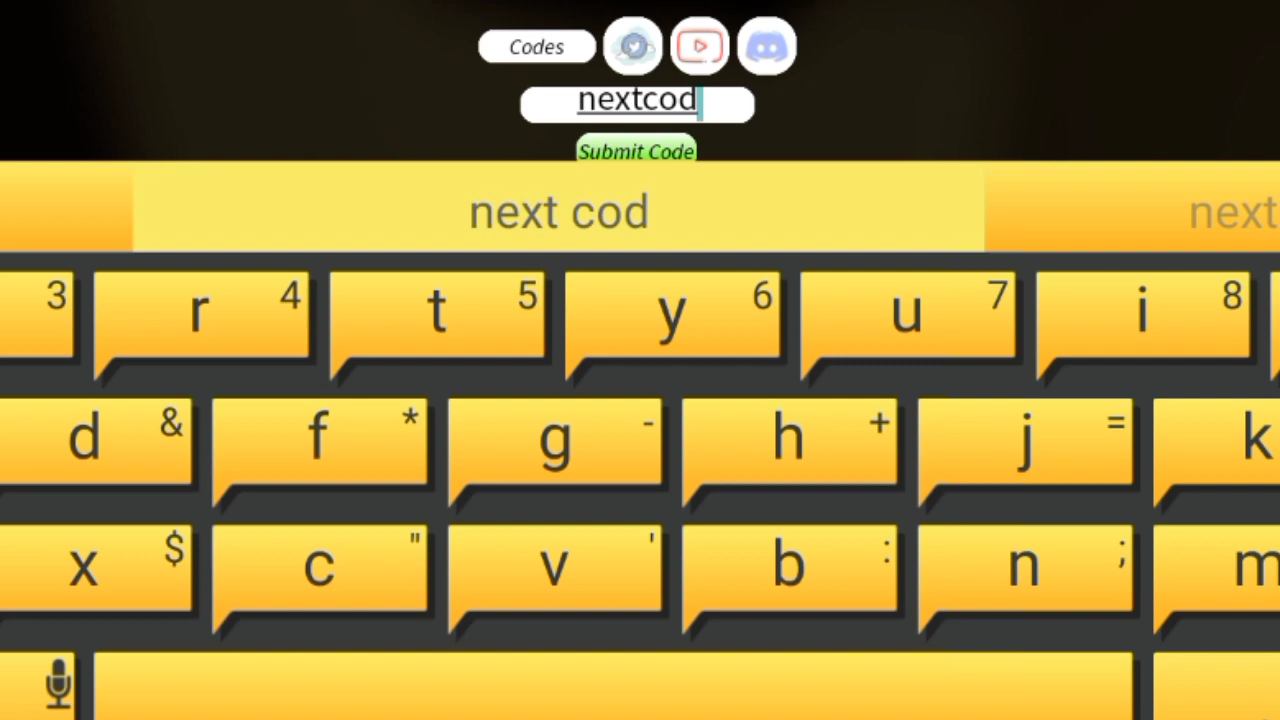 Codes
nextcod
Submit Code
next cod next
3 r 4 t 5 y 6 u 7 i 8
d & f * g - h + j = k
x $ c " v ' b : n ; m